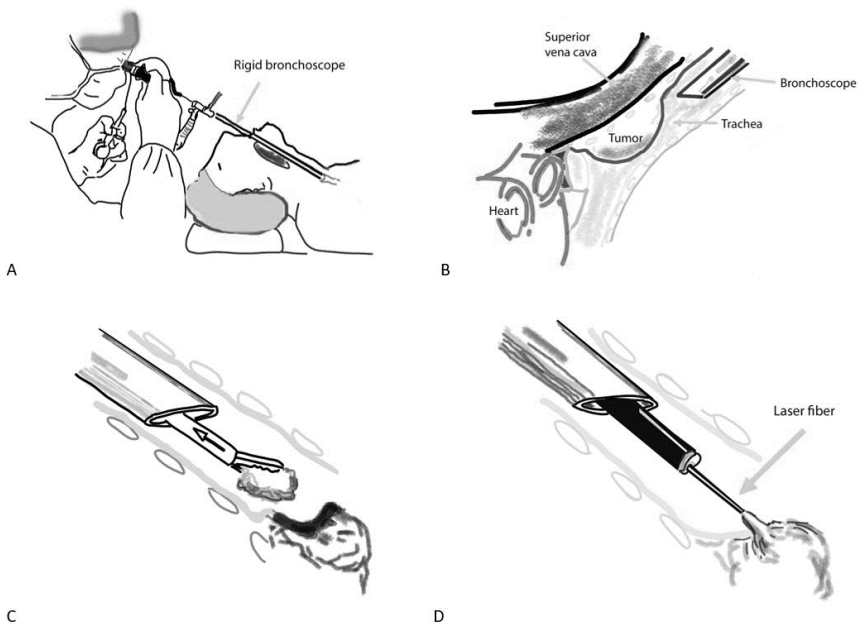 Rigid bronchoscope
A
Superior
vena cava
Bronchoscope
Tumor
Trachea
Heart
B
C
Laser fiber
D